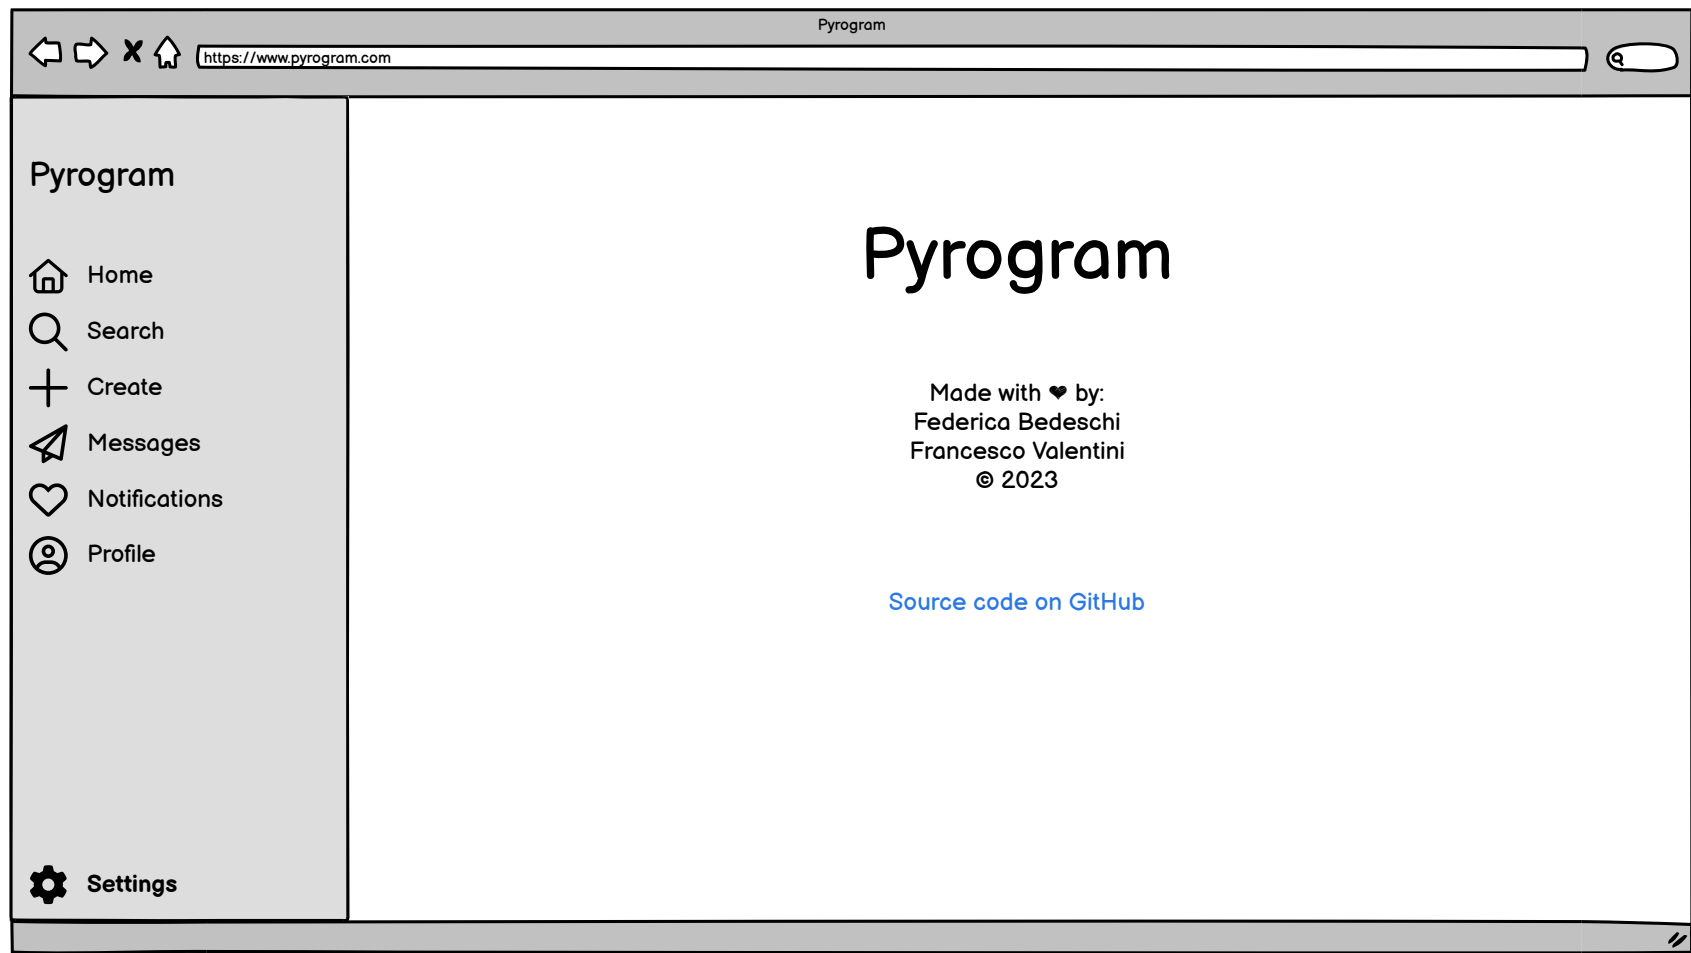 Pyrogram
https://www.pyrogram.com
Pyrogram
Home
Search
Create
Messages
Notifications
Profile
Settings
Pyrogram
Made with ❤ by:
Federica Bedeschi
Francesco Valentini
© 2023
Source code on GitHub